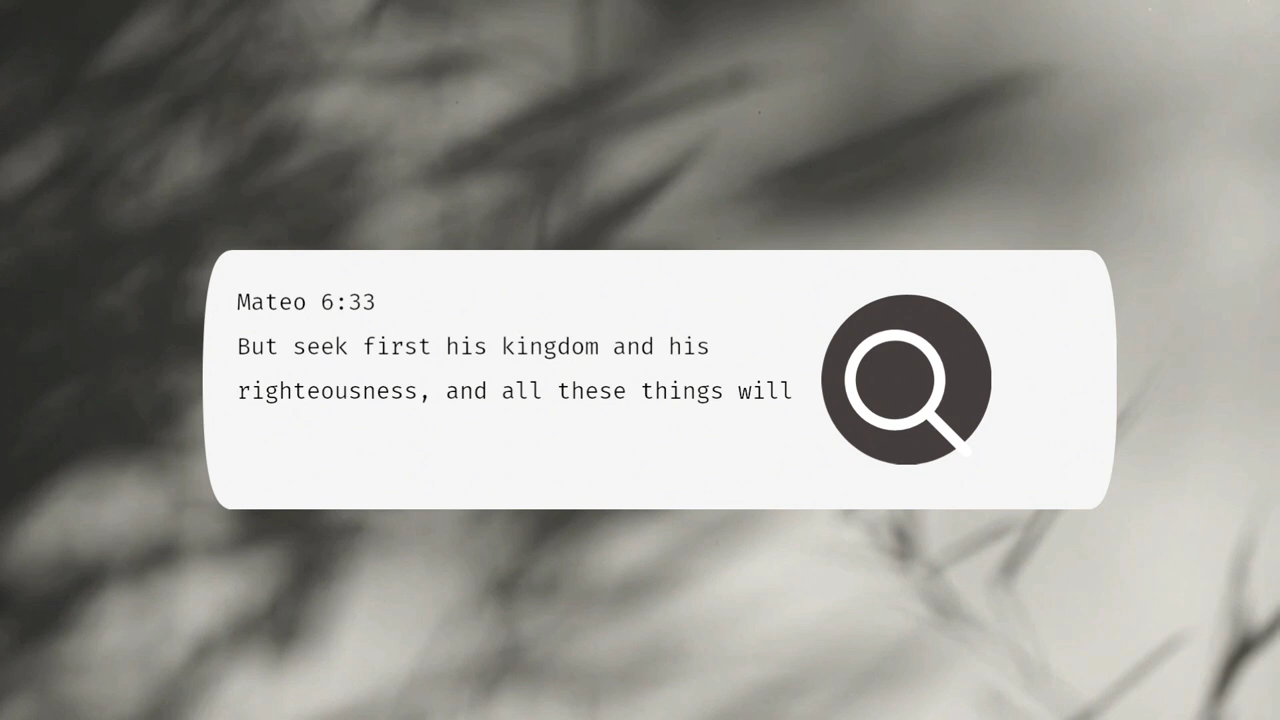 Mateo 6:33
But seek first his kingdom and his
righteousness, and all these things will